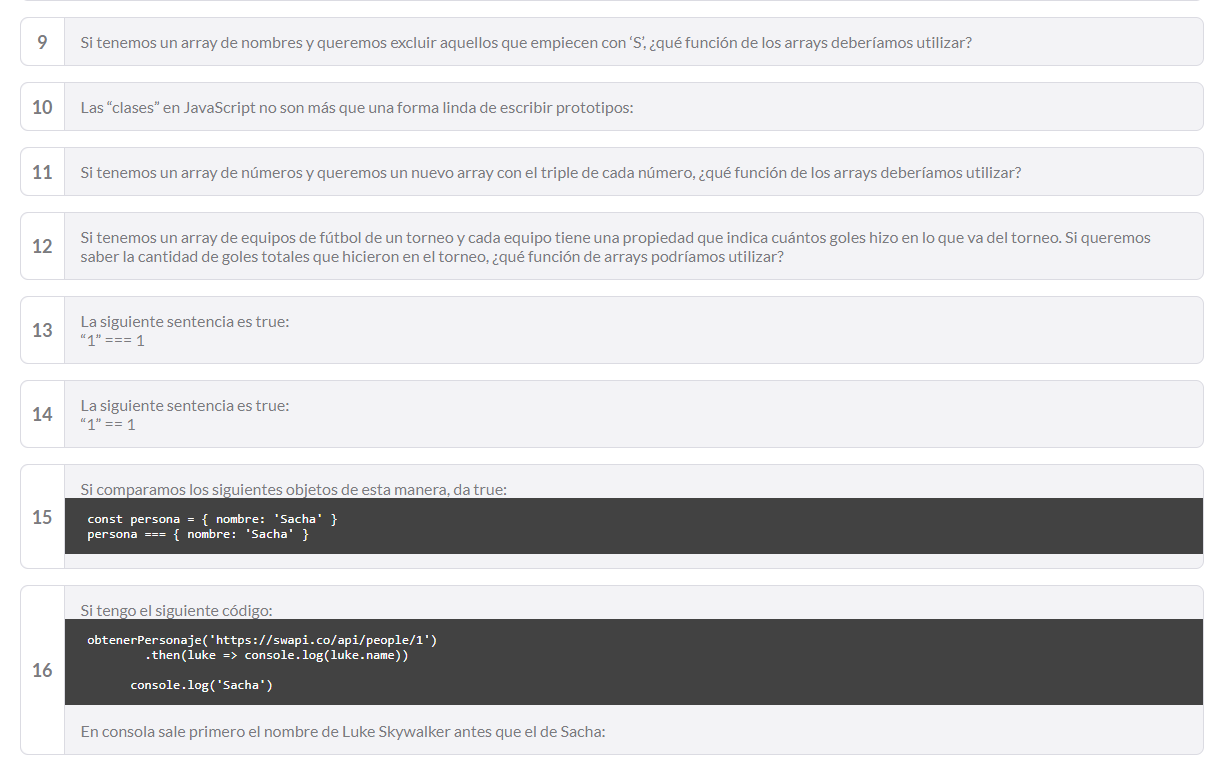 9
Si tenemos un array de nombres y queremos excluir aquellos que empiecen con ‘S’, ¿qué función de los arrays deberíamos utilizar?
10
Las “clases” en JavaScript no son más que una forma linda de escribir prototipos:
11
Si tenemos un array de números y queremos un nuevo array con el triple de cada número, ¿qué función de los arrays deberíamos utilizar?
12
Si tenemos un array de equipos de fútbol de un torneo y cada equipo tiene una propiedad que indica cuántos goles hizo en lo que va del torneo. Si queremos
saber la cantidad de goles totales que hicieron en el torneo, ¿qué función de arrays podríamos utilizar?
13
La siguiente sentencia es true:
“1” === 1
14
La siguiente sentencia es true:
“1” == 1
15
Si comparamos los siguientes objetos de esta manera, da true:
const persona = { nombre: 'Sacha' }
persona === { nombre: 'Sacha' }
16
Si tengo el siguiente código:
obtenerPersonaje('https://swapi.co/api/people/1')
.then(luke => console.log(luke.name))
console.log('Sacha')
En consola sale primero el nombre de Luke Skywalker antes que el de Sacha: